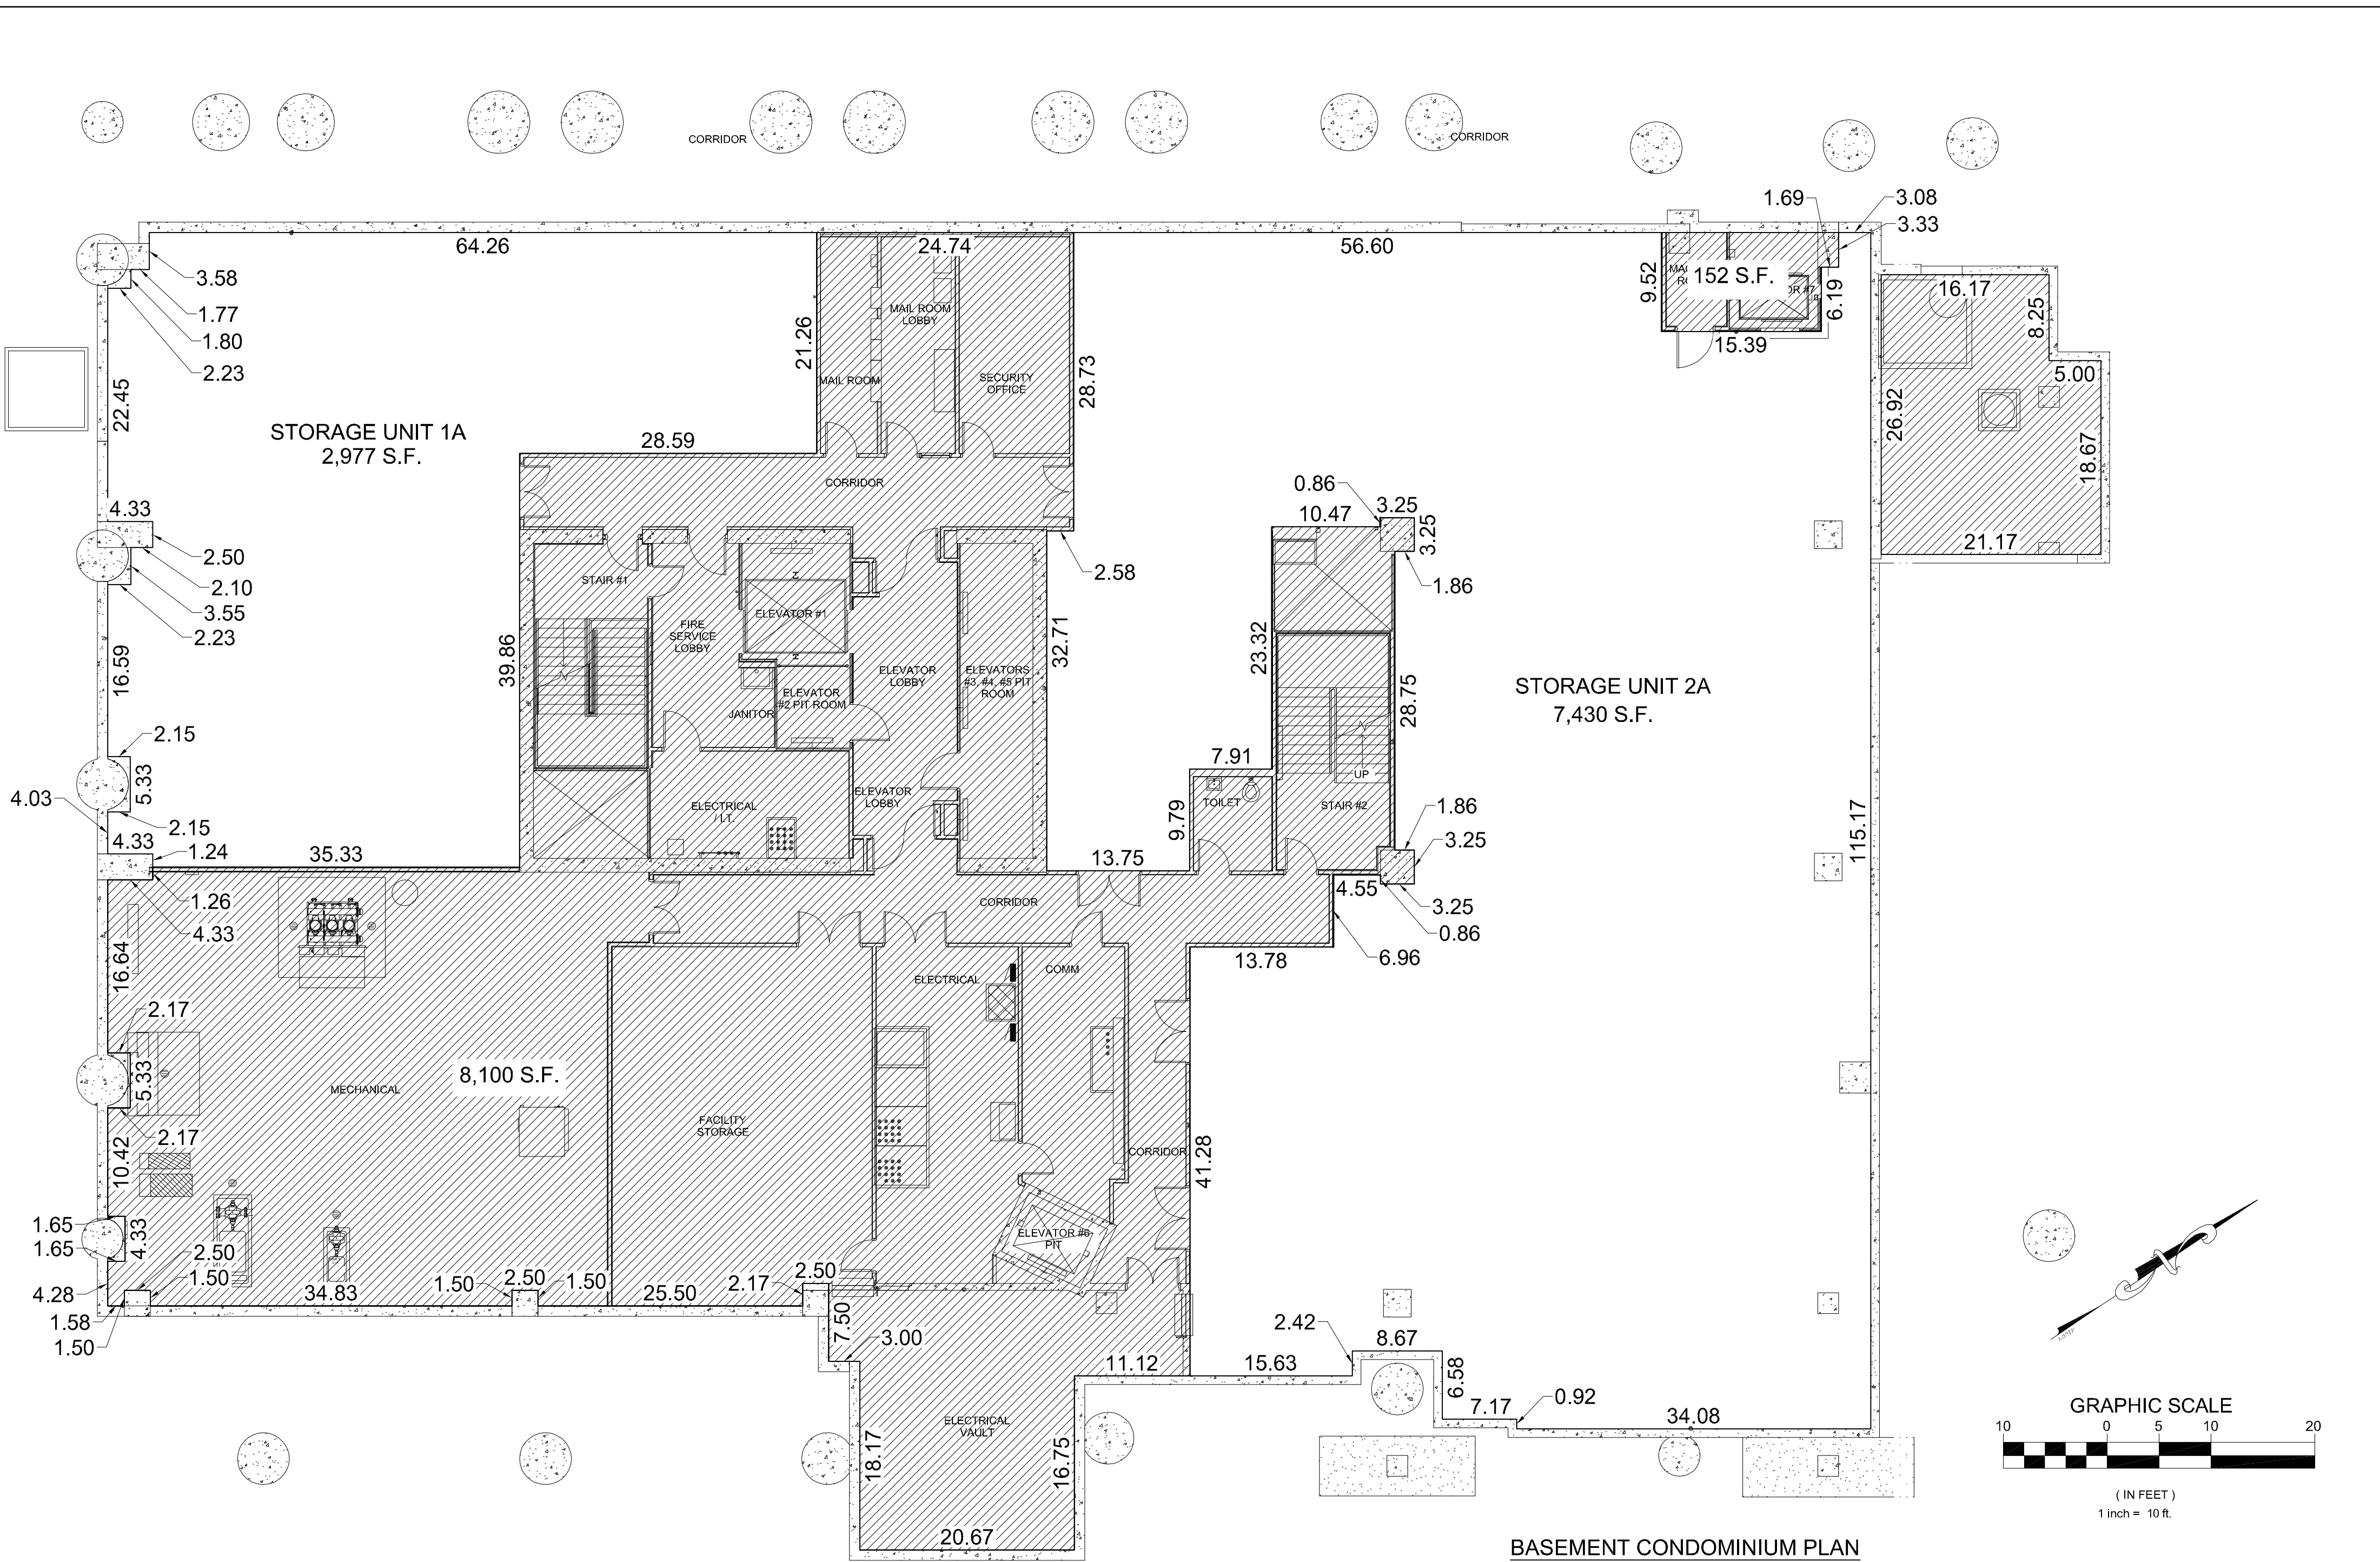 CORRIDOR
CORRIDOR
1.69
3.08
3.33
64.26
24.74
56.60
3.58
1.77
1.80
2.23
22.45
STORAGE UNIT 1A
2,977 S.F.
21.26
28.59
MAIL ROOM
MAIL ROOM
LOBBY
SECURITY
OFFICE
28.73
9.52
152 S.F.
6.19
15.39
16.17
8.25
5.00
26.92
18.67
21.17
CORRIDOR
4.33
2.50
2.10
3.55
2.23
16.59
2.15
5.33
4.03
2.15
4.33
1.24
35.33
39.86
STAIR #1
FIRE
SERVICE
LOBBY
ELEVATOR #1
ELEVATOR
#2 PIT ROOM
JANITOR
ELEVATOR
LOBBY
ELEVATORS
#3, #4, #5 PIT
ROOM
ELECTRICAL
/ I.T.
ELEVATOR
LOBBY
2.58
32.71
0.86
3.25
10.47
3.25
1.86
23.32
28.75
7.91
UP
TOILET
STAIR #2
9.79
13.75
1.86
3.25
4.55
3.25
0.86
6.96
13.78
STORAGE UNIT 2A
7,430 S.F.
115.17
1.26
4.33
16.64
2.17
5.33
2.17
10.42
MECHANICAL
8,100 S.F.
CORRIDOR
ELECTRICAL
COMM
FACILITY
STORAGE
CORRIDOR
41.28
ELEVATOR #6
PIT
1.65
1.65
4.33
2.50
1.50
4.28
1.58
1.50
34.83
1.50
2.50
1.50
25.50
2.17
2.50
7.50
3.00
11.12
15.63
2.42
8.67
6.58
7.17
0.92
34.08
ELECTRICAL
VAULT
18.17
16.75
20.67
GRAPHIC SCALE
10 0 5 10 20
( IN FEET )
1 inch = 10 ft.
BASEMENT CONDOMINIUM PLAN